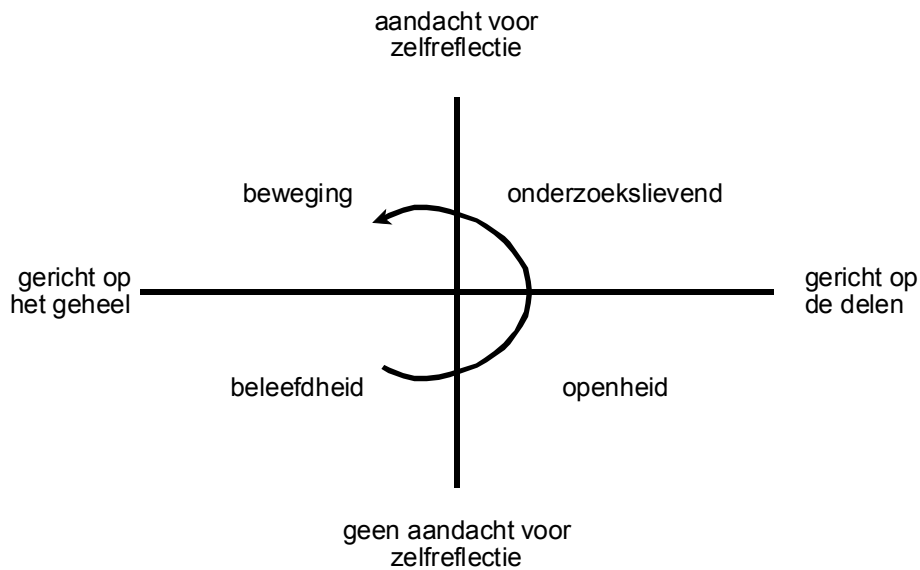 aandacht voor
zelfreflectie
beweging
onderzoekslievend
gericht op
het geheel
gericht op
de delen
beleefdheid
openheid
geen aandacht voor
zelfreflectie